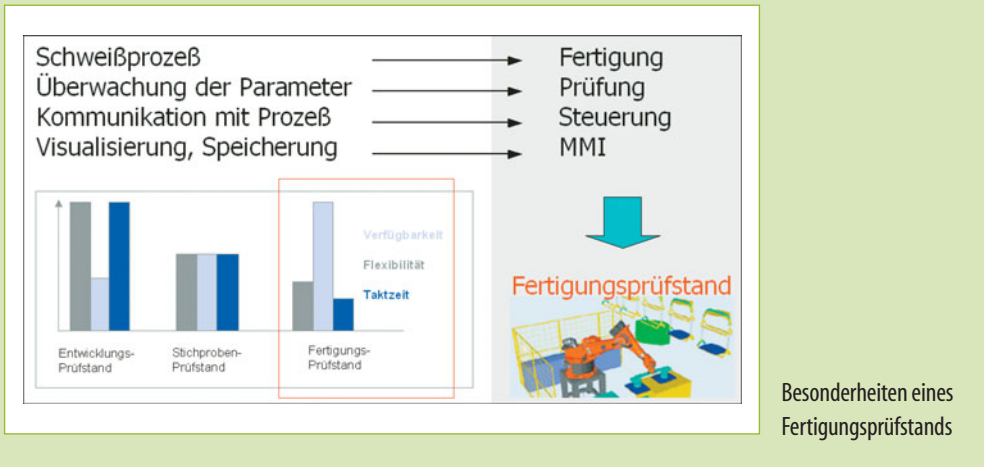 Schweißprozeß Fertigung
Überwachung der Parameter Prüfung
Kommunikation mit Prozeß Steuerung
Visualisierung, Speicherung MMI
Verfügbarkeit
Flexibilität
Taktzeit
Entwicklungs-
Prüfstand
Stichproben-
Prüfstand
Fertigungs-
Prüfstand
Fertigungsprüfstand
Besonderheiten eines
Fertigungsprüfstands